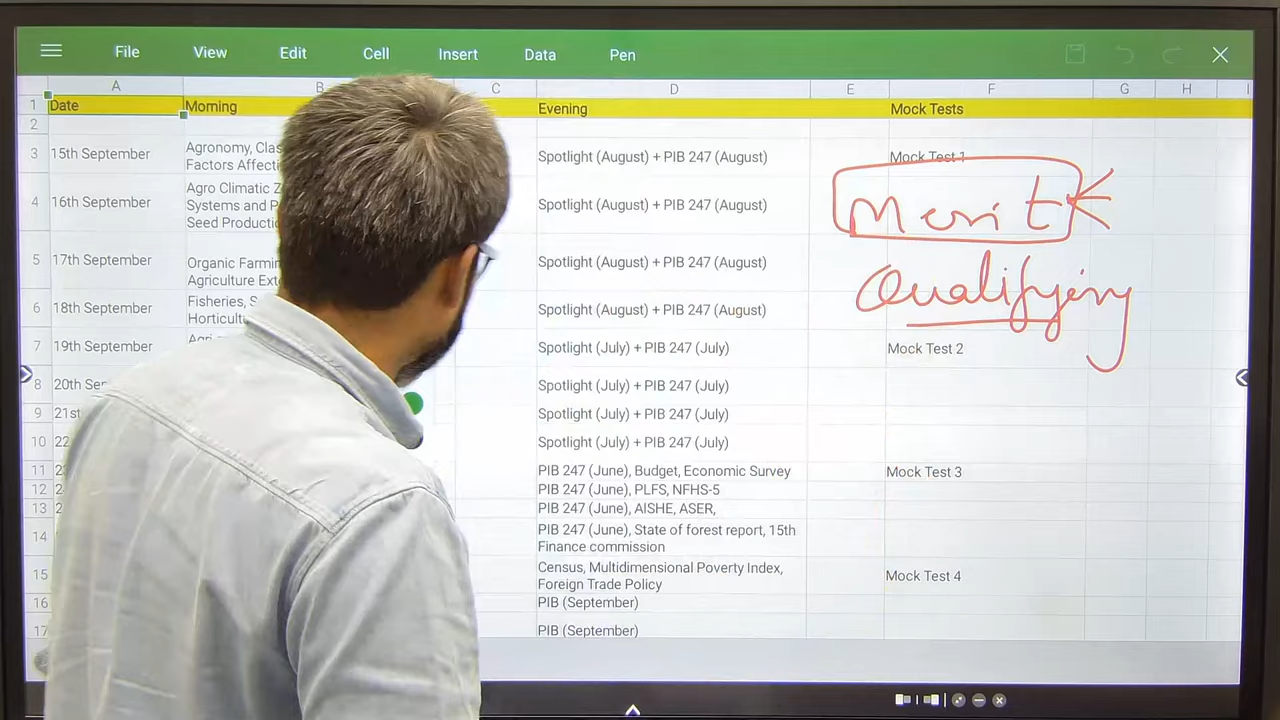 File View Edit Cell Insert Data Pen
A B C D E F G H
1 Date Morning Evening Mock Tests
2
3 15th September Agronomy, Spotlight (August) + PIB 247 (August) Mock Test 1
Factors
4 16th September Agro Climatic Spotlight (August) + PIB 247 (August)
Systems and
Seed
Merit
5 17th September Organic Spotlight (August) + PIB 247 (August)
Agriculture
Qualifying
6 18th September Fisheries, Spotlight (August) + PIB 247 (August)
7 19th September Spotlight (July) + PIB 247 (July) Mock Test 2
8 20th Spotlight (July) + PIB 247 (July)
9 21st Spotlight (July) + PIB 247 (July)
10 22 Spotlight (July) + PIB 247 (July)
11 PIB 247 (June), Budget, Economic Survey Mock Test 3
12 PIB 247 (June), PLFS, NFHS-5
13 PIB 247 (June), AISHE, ASER,
14 PIB 247 (June), State of forest report, 15th
Finance commission
15 Census, Multidimensional Poverty Index, Mock Test 4
Foreign Trade Policy
16 PIB (September)
17 PIB (September)